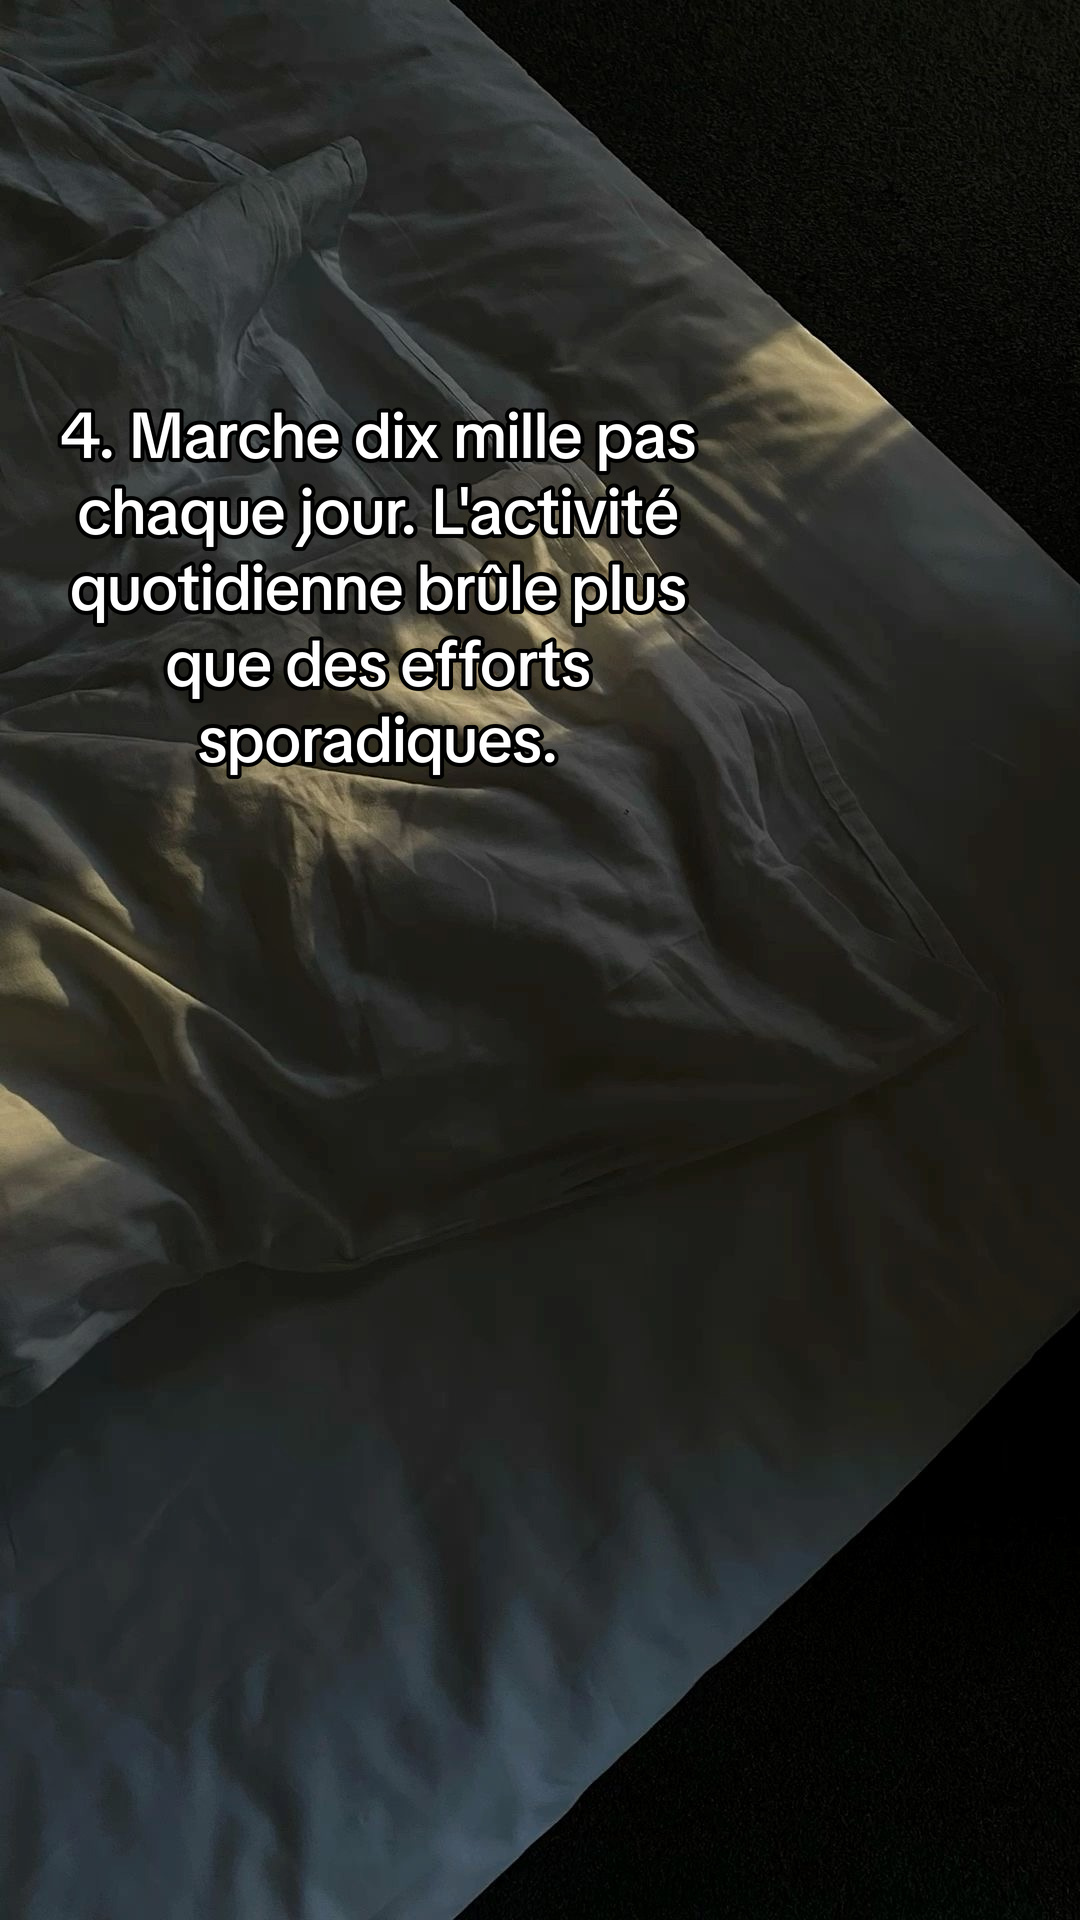 4. Marche dix mille pas
chaque jour. L'activité
quotidienne brûle plus
que des efforts
sporadiques.